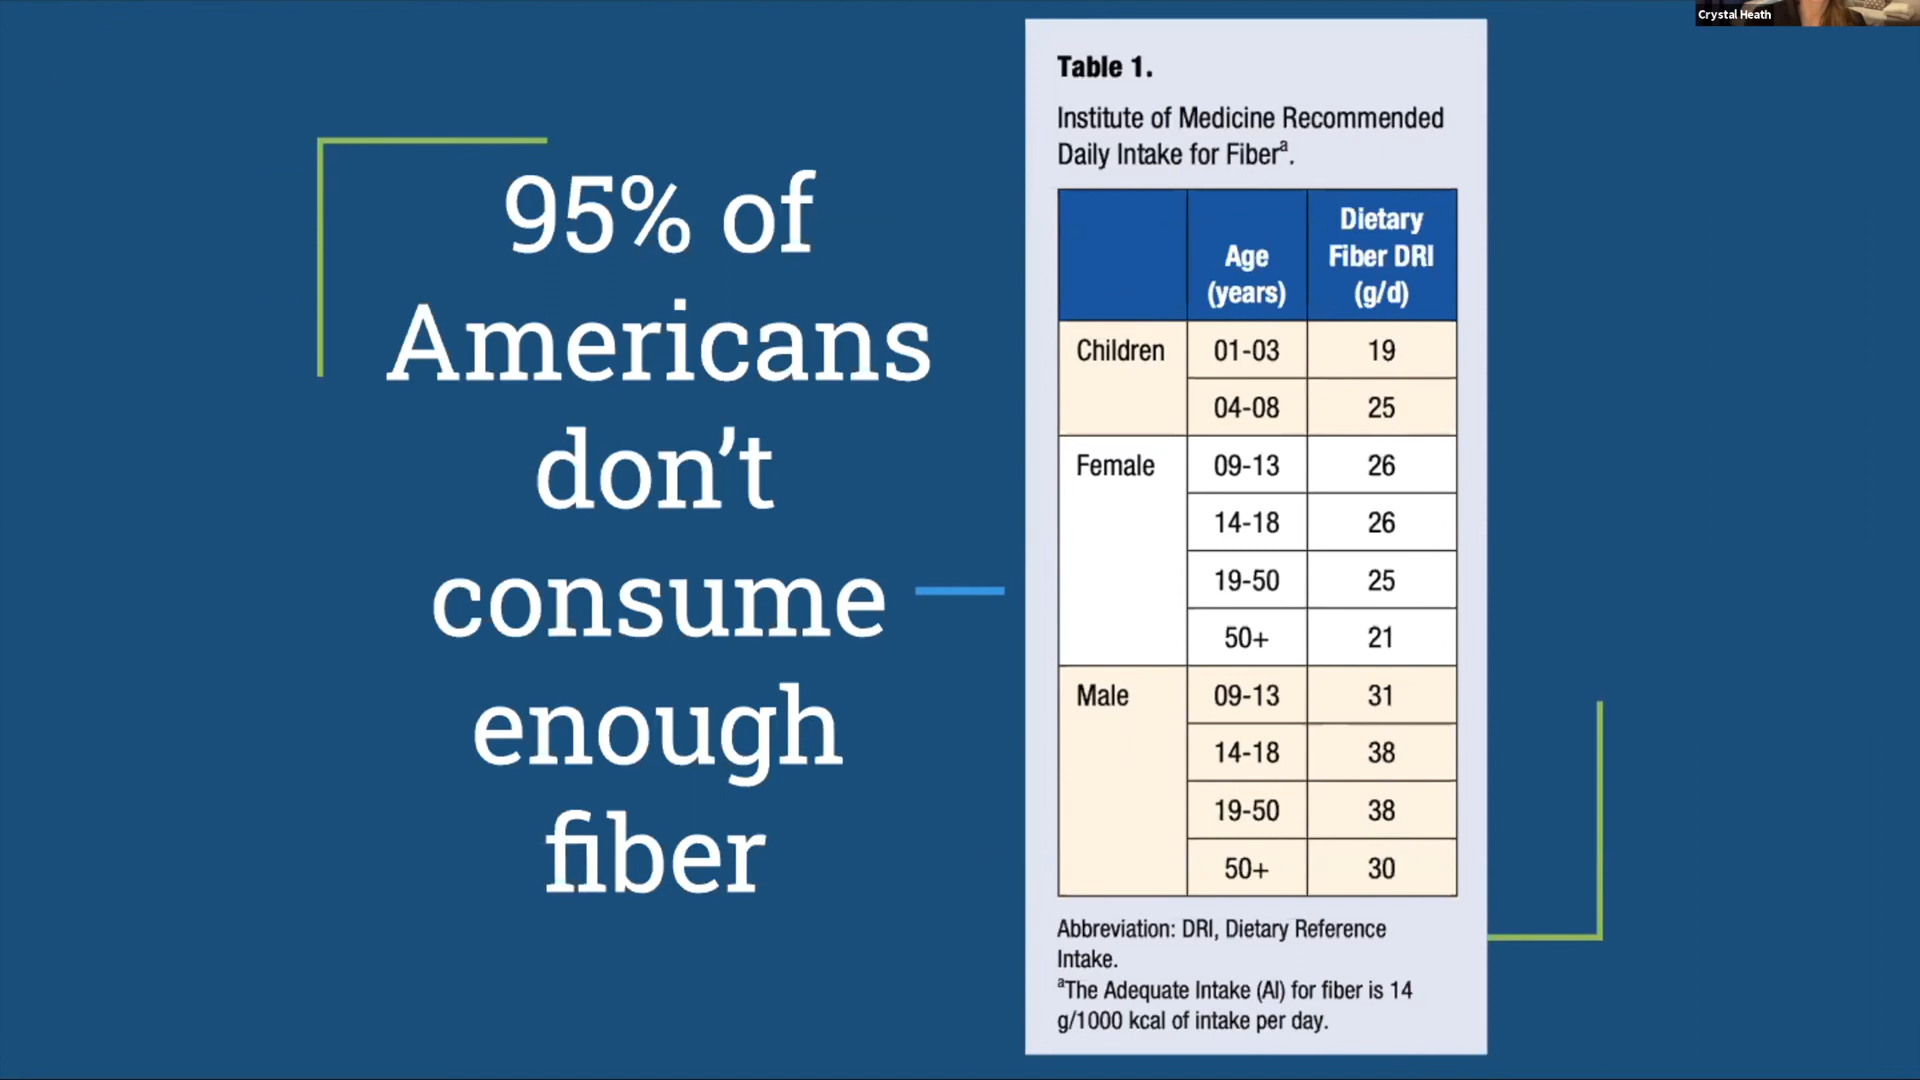 Crystal Heath
95% of
Americans
don’t
consume
enough
fiber
Table 1.
Institute of Medicine Recommended
Daily Intake for Fiberᵃ.
Age (years) Dietary Fiber DRI (g/d)
Children 01-03 19
04-08 25
Female 09-13 26
14-18 26
19-50 25
50+ 21
Male 09-13 31
14-18 38
19-50 38
50+ 30
Abbreviation: DRI, Dietary Reference
Intake.
ᵃThe Adequate Intake (AI) for fiber is 14
g/1000 kcal of intake per day.